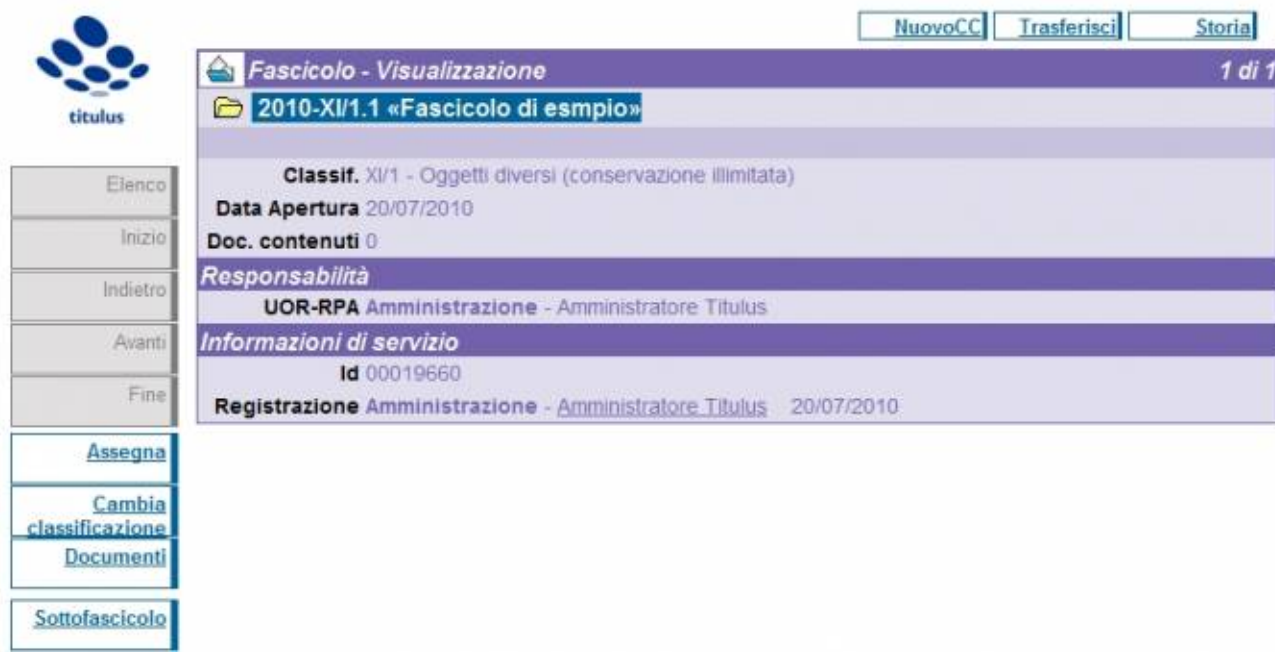 NuovoCC Trasferisci Storia
titulus
Fascicolo - Visualizzazione 1 di 1
2010-XI/1.1 «Fascicolo di esmpio»
Classif. XI/1 - Oggetti diversi (conservazione illimitata)
Data Apertura 20/07/2010
Doc. contenuti 0
Responsabilità
UOR-RPA Amministrazione - Amministratore Titulus
Informazioni di servizio
Id 00019660
Registrazione Amministrazione - Amministratore Titulus 20/07/2010
Elenco
Inizio
Indietro
Avanti
Fine
Assegna
Cambia
classificazione
Documenti
Sottofascicolo